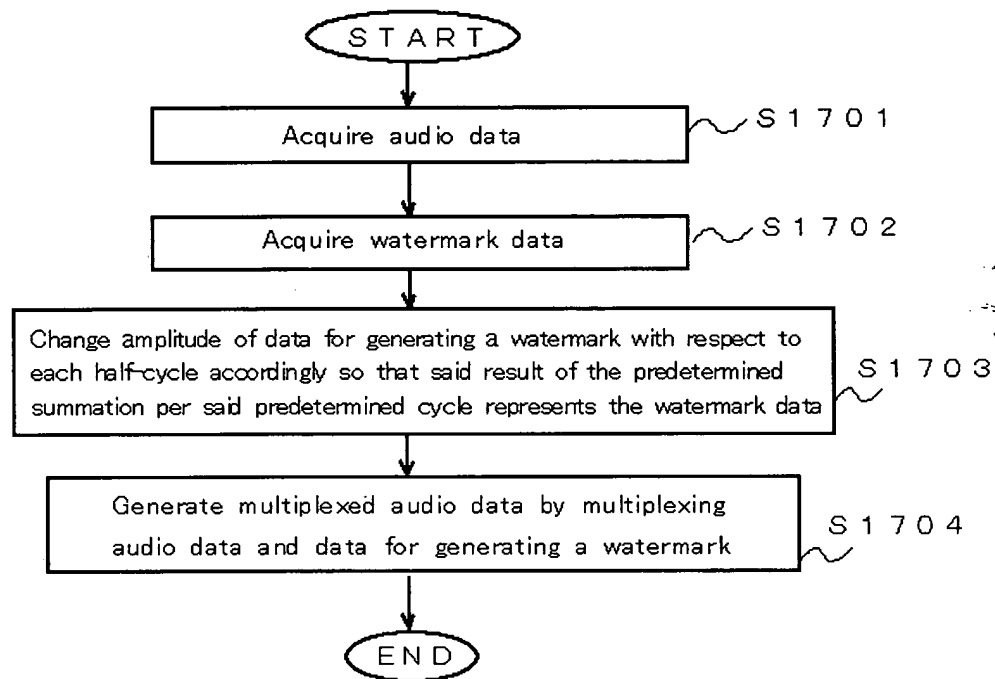 START
Acquire audio data
S1701
Acquire watermark data
S1702
Change amplitude of data for generating a watermark with respect to
each half-cycle accordingly so that said result of the predetermined
summation per said predetermined cycle represents the watermark data
S1703
Generate multiplexed audio data by multiplexing
audio data and data for generating a watermark
S1704
END